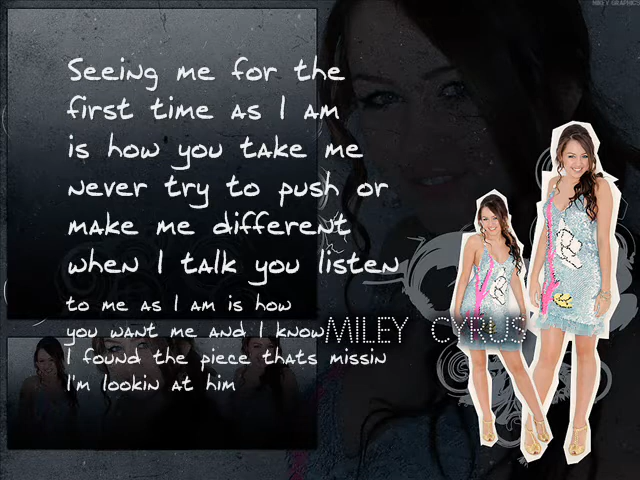 MILEY GRAPHICS
Seeing me for the
first time as I am
is how you take me
never try to push or
make me different
when I talk you listen
to me as I am is how
you want me and I know
I found the piece thats missin
I'm lookin at him
MILEY CYRUS